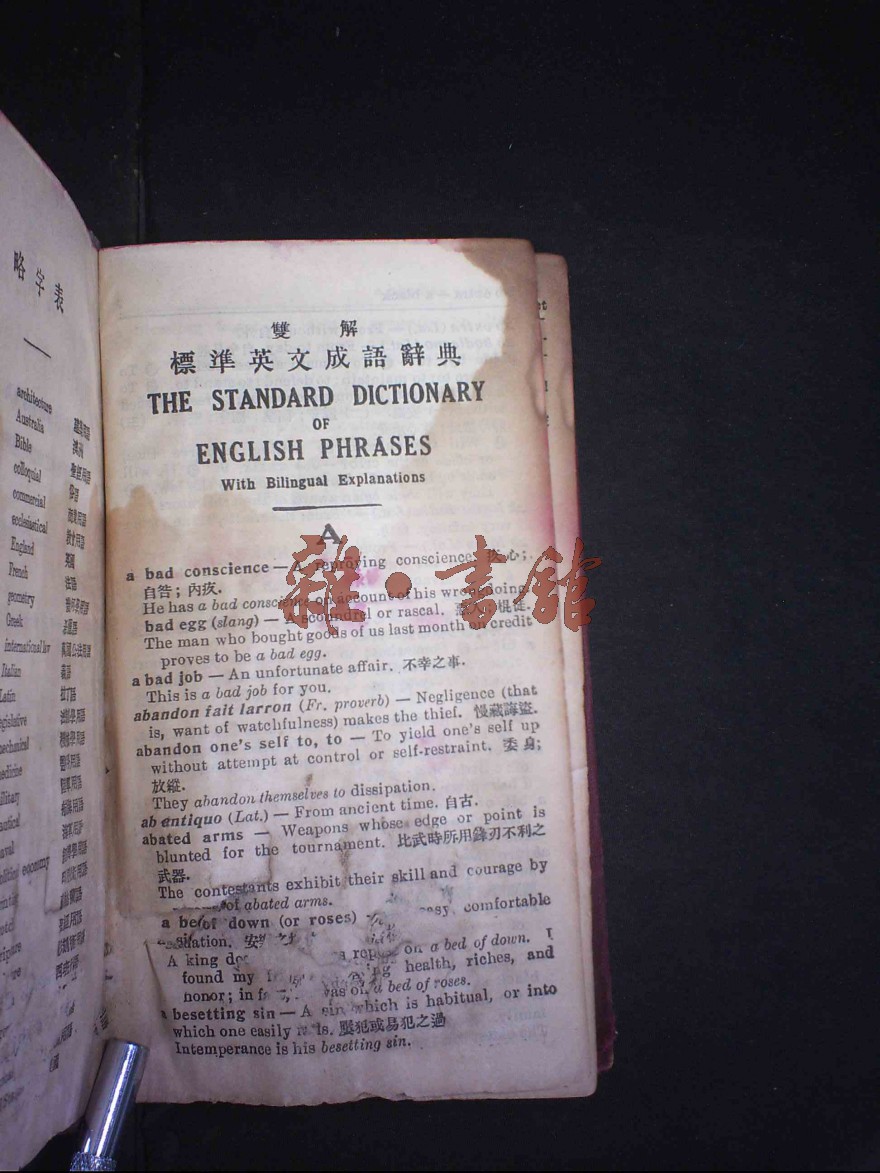 略字表
architecture
Australia
Bible
colloquial
commercial
ecclesiastical
England
French
geometry
Greek
international law
Italian
Latin
雙解
標準英文成語辭典
THE STANDARD DICTIONARY
OF
ENGLISH PHRASES
With Bilingual Explanations
A
a bad conscience — A reproving conscience.
自咎；內疚.
He has a bad conscience on account of his wrongdoing.
bad egg (slang) — A scoundrel or rascal.
The man who bought goods of us last month on credit
proves to be a bad egg.
a bad job — An unfortunate affair. 不幸之事.
This is a bad job for you.
abandon fait larron (Fr. proverb) — Negligence (that
is, want of watchfulness) makes the thief. 慢藏誨盜.
abandon one's self to, to — To yield one's self up
without attempt at control or self-restraint. 委身；
放縱.
They abandon themselves to dissipation.
ab antiquo (Lat.) — From ancient time. 自古.
abated arms — Weapons whose edge or point is
blunted for the tournament. 比武時所用鋒刃不利之
武器.
The contestants exhibit their skill and courage by
of abated arms.
a bed of down (or roses) easy, comfortable
A king on a bed of down. I
found my health, riches, and
honor; in a bed of roses.
besetting sin — A sin which is habitual, or into
which one easily 屢犯或易犯之過
Intemperance is his besetting sin.
雜·書館